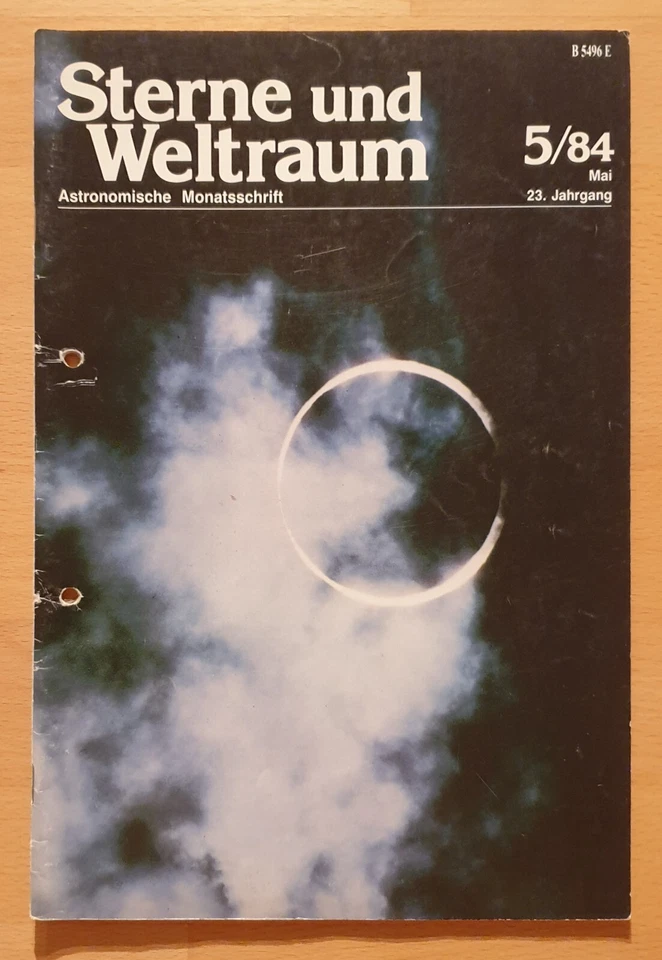 B 5496 E
Sterne und
Weltraum
5/84
Mai
Astronomische Monatsschrift
23. Jahrgang